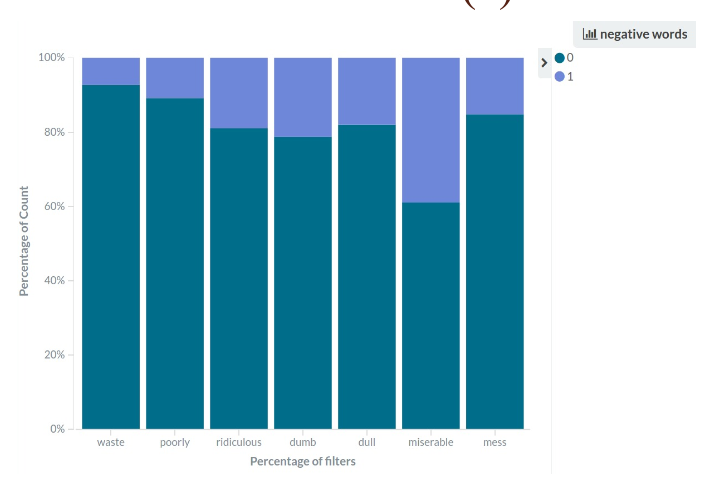 negative words
0
1
100%
80%
60%
40%
20%
0%
Percentage of Count
waste poorly ridiculous dumb dull miserable mess
Percentage of filters